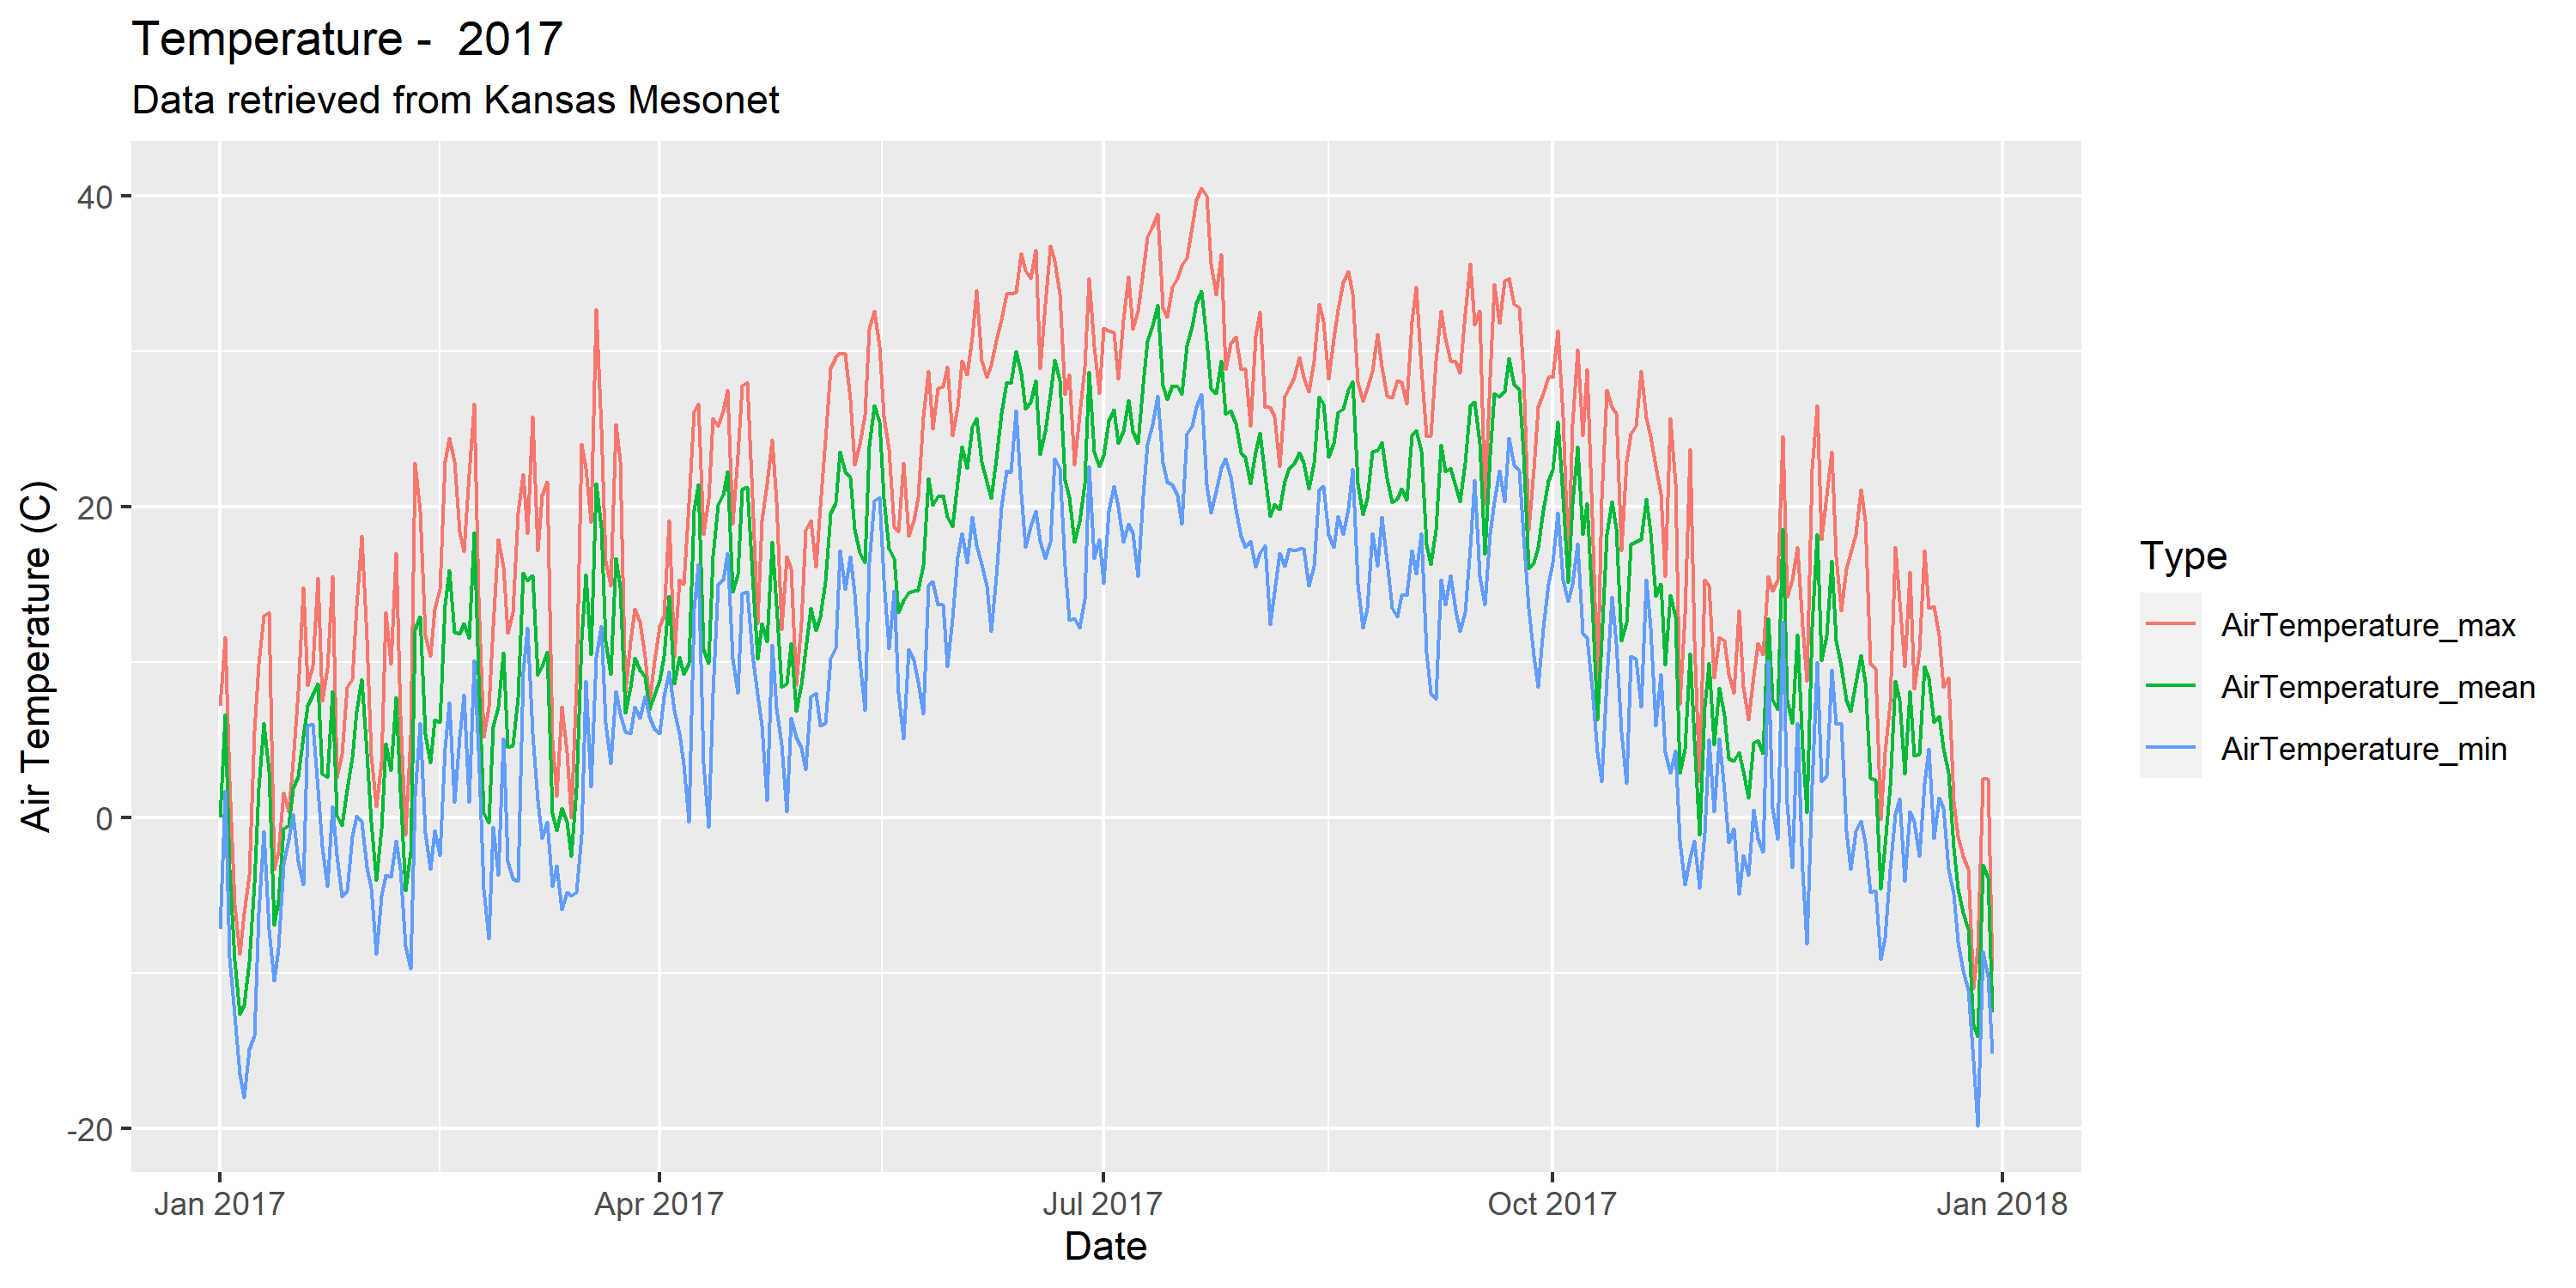 Temperature -  2017
Data retrieved from Kansas Mesonet
Air Temperature (C)
40
20
0
-20
Jan 2017
Apr 2017
Jul 2017
Oct 2017
Jan 2018
Date
Type
AirTemperature_max
AirTemperature_mean
AirTemperature_min